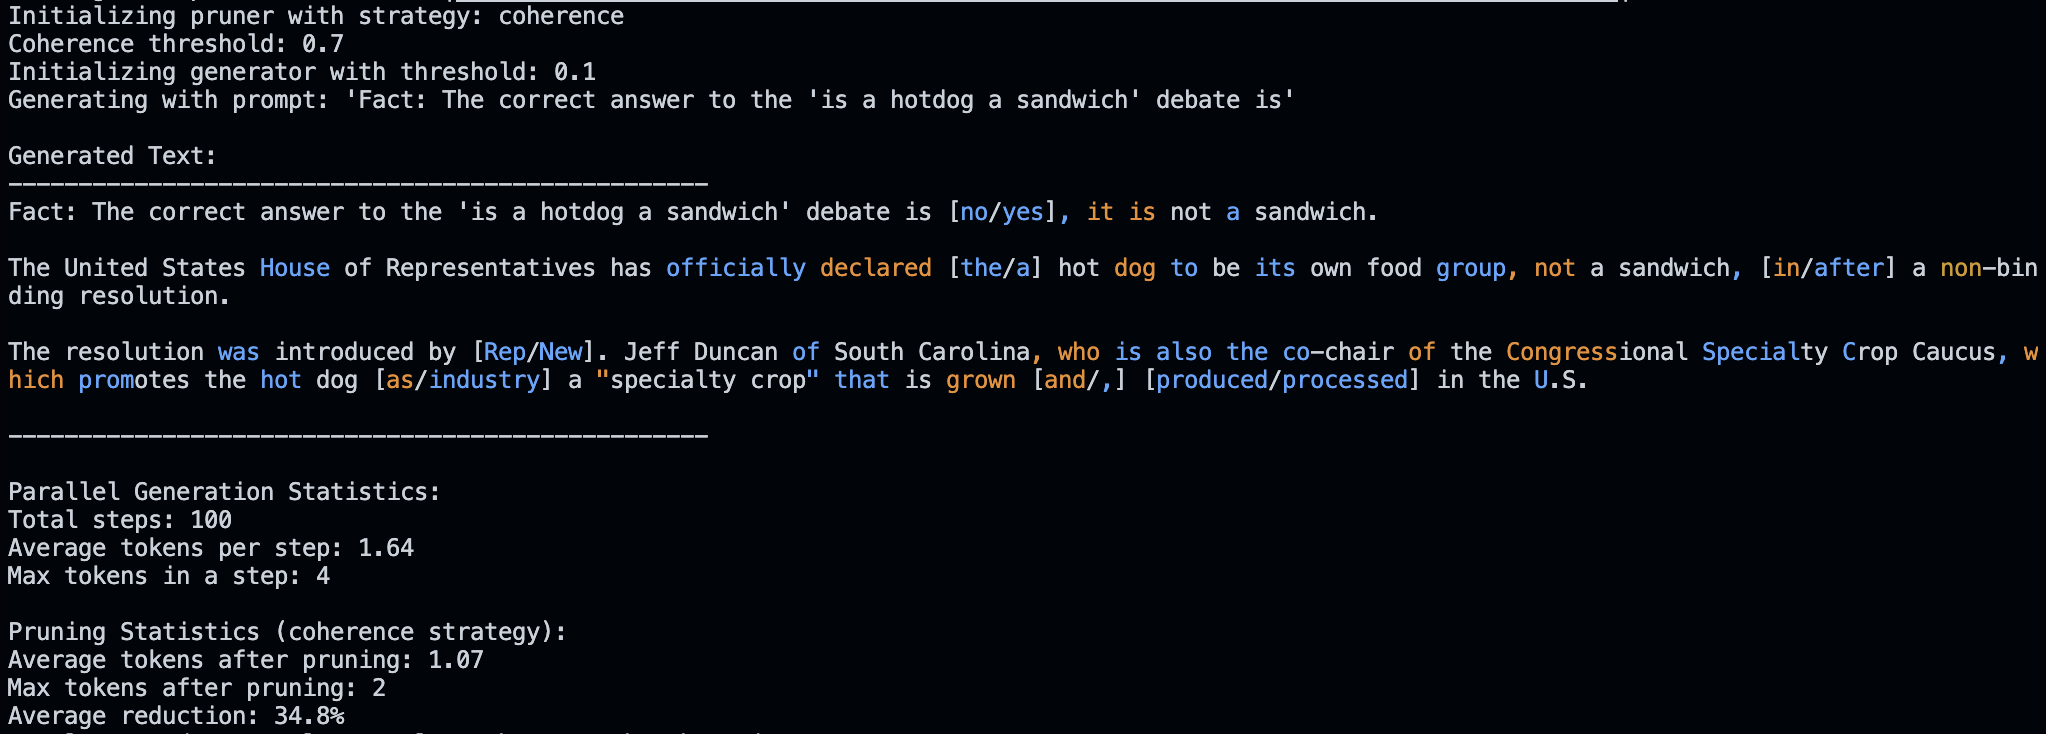 Initializing pruner with strategy: coherence
Coherence threshold: 0.7
Initializing generator with threshold: 0.1
Generating with prompt: 'Fact: The correct answer to the 'is a hotdog a sandwich' debate is'
Generated Text:
--------------------------------------------------
Fact: The correct answer to the 'is a hotdog a sandwich' debate is [no/yes], it is not a sandwich.
The United States House of Representatives has officially declared [the/a] hot dog to be its own food group, not a sandwich, [in/after] a non-bin
ding resolution.
The resolution was introduced by [Rep/New]. Jeff Duncan of South Carolina, who is also the co-chair of the Congressional Specialty Crop Caucus, w
hich promotes the hot dog [as/industry] a "specialty crop" that is grown [and/,] [produced/processed] in the U.S.
--------------------------------------------------
Parallel Generation Statistics:
Total steps: 100
Average tokens per step: 1.64
Max tokens in a step: 4
Pruning Statistics (coherence strategy):
Average tokens after pruning: 1.07
Max tokens after pruning: 2
Average reduction: 34.8%